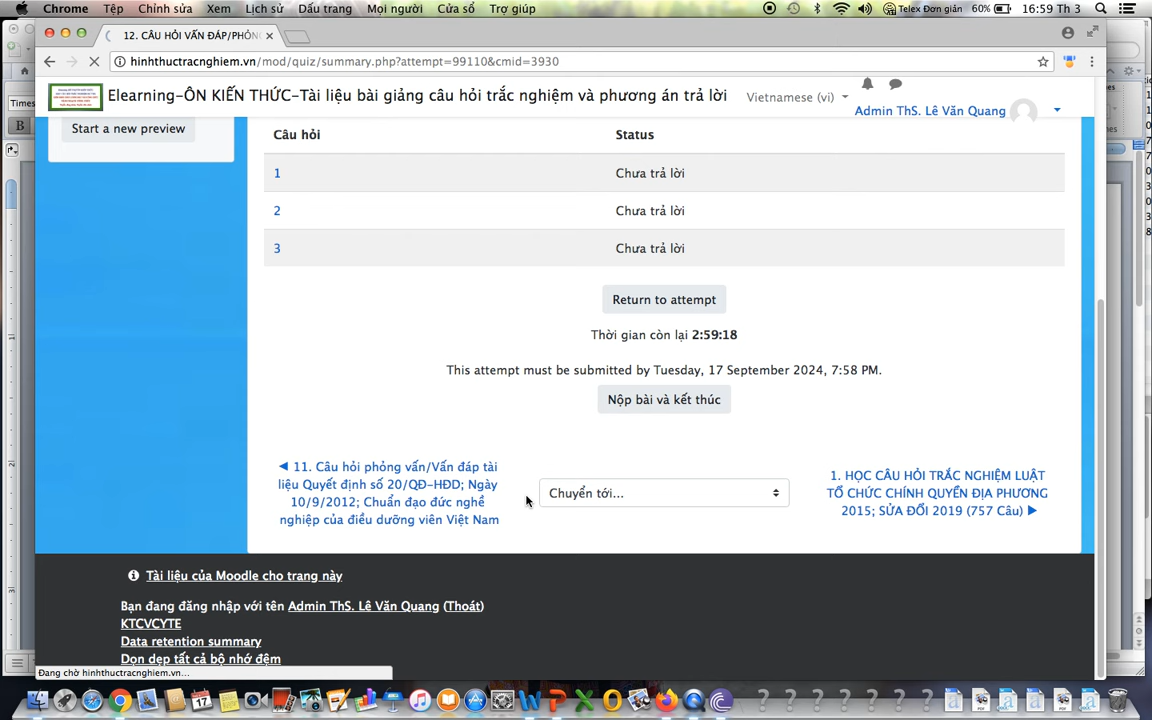 Chrome Tệp Chỉnh sửa Xem Lịch sử Dấu trang Mọi người Cửa sổ Trợ giúp Telex Đơn giản 60% 16:59 Th 3
12. CÂU HỎI VẤN ĐÁP/PHỎN
hinhthuctracnghiem.vn/mod/quiz/summary.php?attempt=99110&cmid=3930
Elearning-ÔN KIẾN THỨC-Tài liệu bài giảng câu hỏi trắc nghiệm và phương án trả lời
Vietnamese (vi)
Admin ThS. Lê Văn Quang
Times
B
Start a new preview
Câu hỏi Status
1 Chưa trả lời
2 Chưa trả lời
3 Chưa trả lời
Return to attempt
Thời gian còn lại 2:59:18
This attempt must be submitted by Tuesday, 17 September 2024, 7:58 PM.
Nộp bài và kết thúc
◀ 11. Câu hỏi phỏng vấn/Vấn đáp tài
liệu Quyết định số 20/QĐ-HĐD; Ngày
10/9/2012; Chuẩn đạo đức nghề
nghiệp của điều dưỡng viên Việt Nam
Chuyển tới...
1. HỌC CÂU HỎI TRẮC NGHIỆM LUẬT
TỔ CHỨC CHÍNH QUYỀN ĐỊA PHƯƠNG
2015; SỬA ĐỔI 2019 (757 Câu) ▶
Tài liệu của Moodle cho trang này
Bạn đang đăng nhập với tên Admin ThS. Lê Văn Quang (Thoát)
KTCVCYTE
Data retention summary
Dọn dẹp tất cả bộ nhớ đệm
Đang chờ hinhthuctracnghiem.vn...